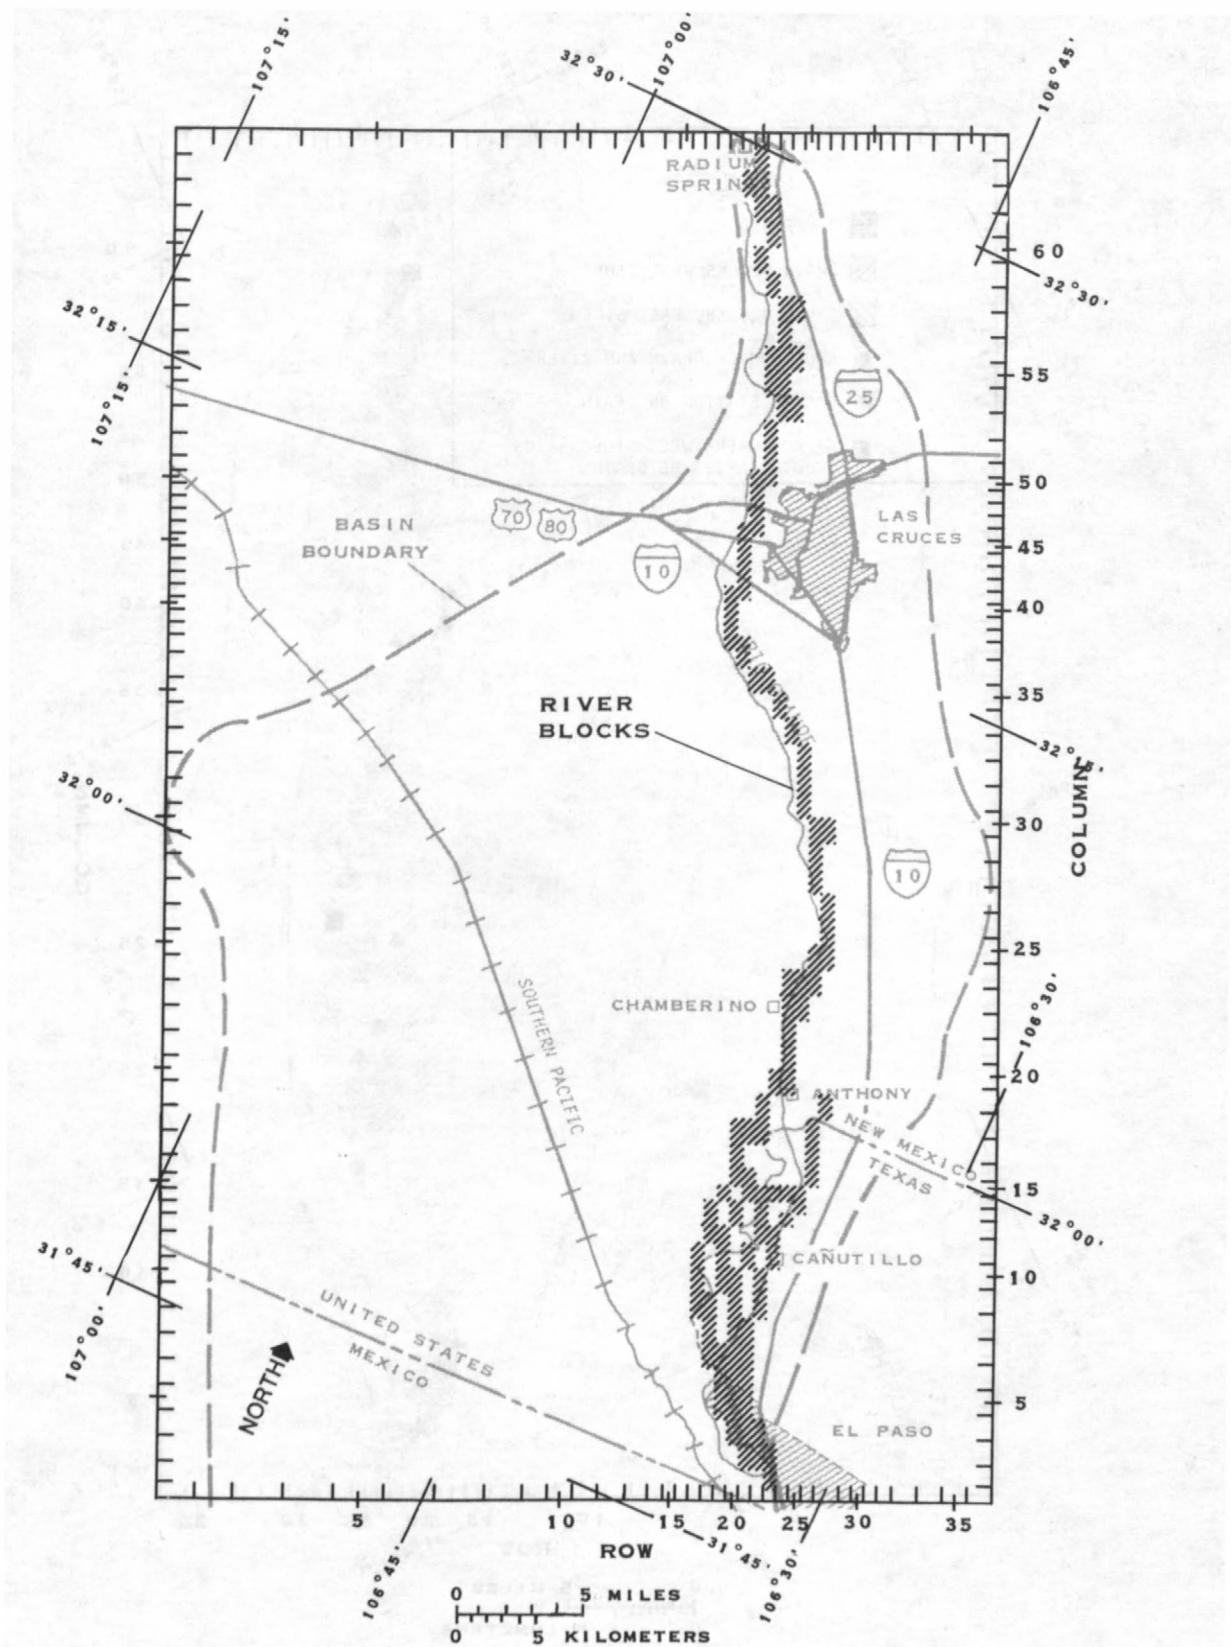 107°15'
107°00'
32°30'
106°45'
RADIUM
SPRING
60
32°30'
32°15'
55
25
107°15'
50
70 80
BASIN
BOUNDARY
LAS
CRUCES
45
10
40
RIO GRANDE
RIVER
BLOCKS
35
32°15'
32°00'
COLUMN
30
10
25
CHAMBERINO
SOUTHERN PACIFIC
106°30'
20
ANTHONY
NEW MEXICO
TEXAS
15
32°00'
31°45'
CAÑUTILLO
10
UNITED STATES
MEXICO
107°00'
NORTH
5
EL PASO
5 10 15 20 25 30 35
ROW
31°45'
106°45'
106°30'
0 5 MILES
0 5 KILOMETERS